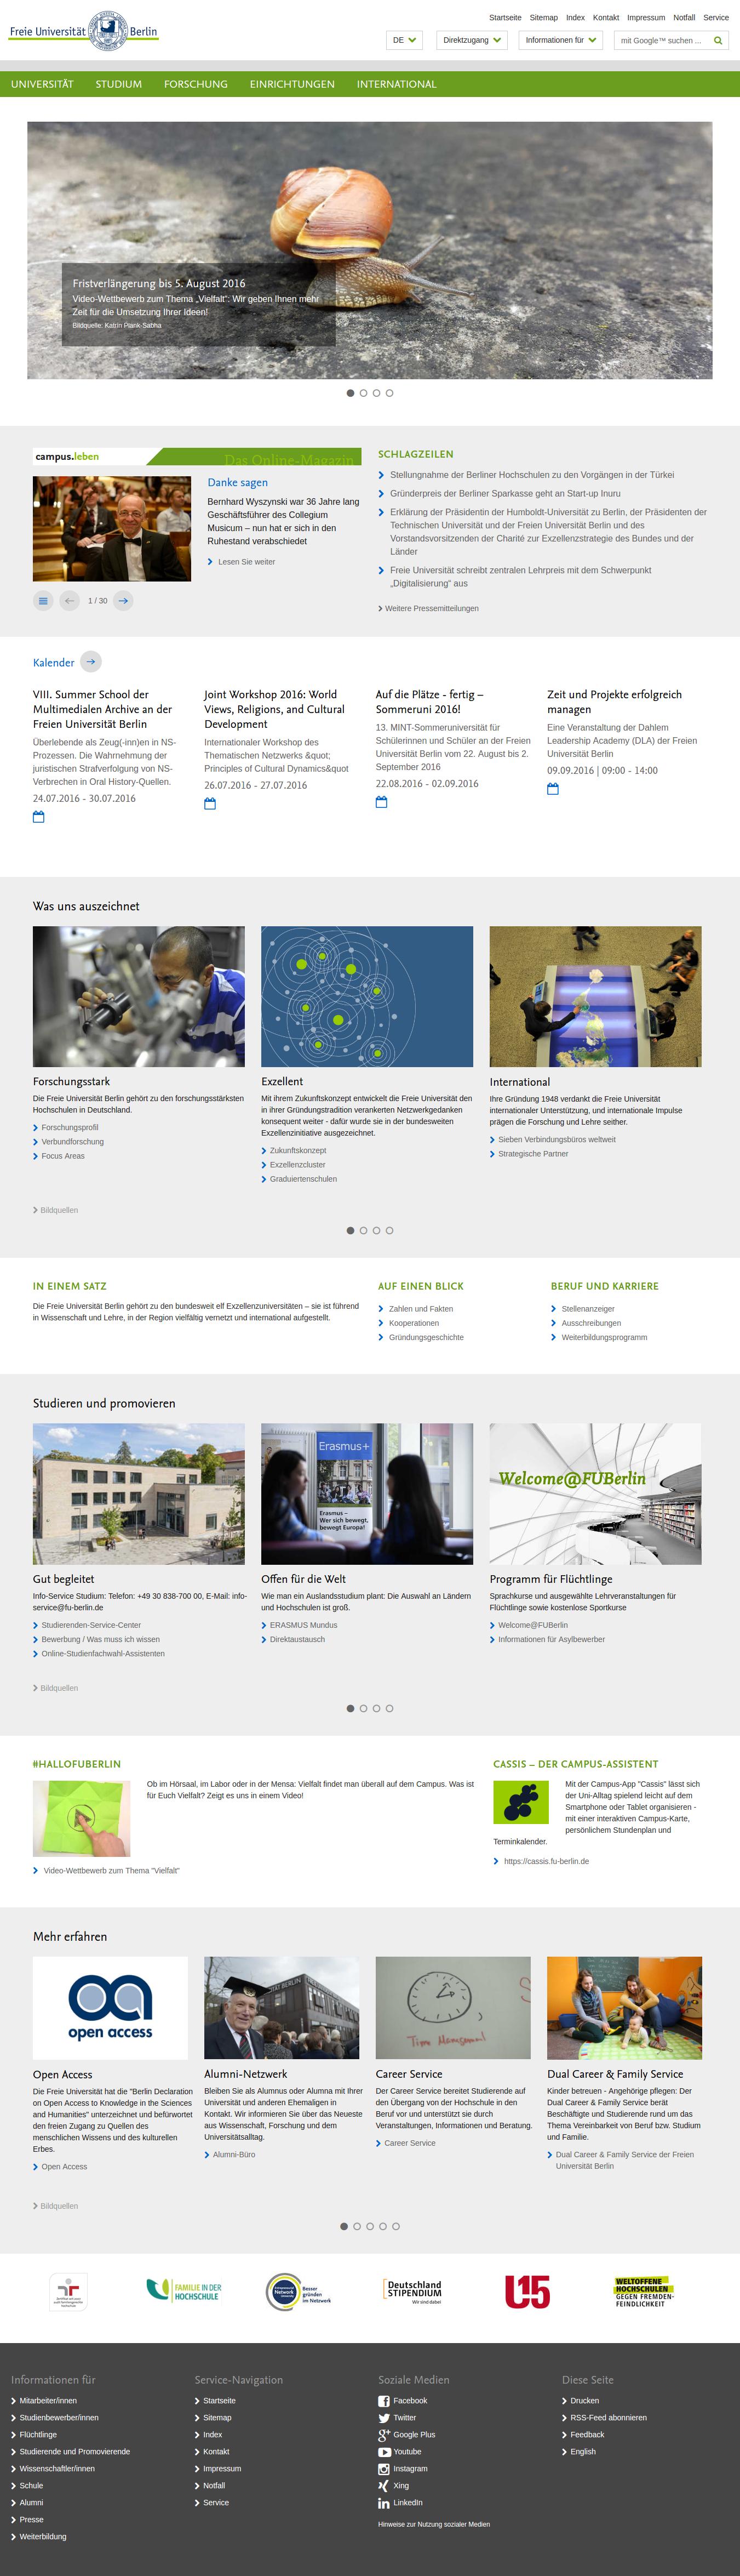 Freie Universität Berlin
Startseite Sitemap Index Kontakt Impressum Notfall Service
DE Direktzugang Informationen für mit Google™ suchen ...
UNIVERSITÄT STUDIUM FORSCHUNG EINRICHTUNGEN INTERNATIONAL
Fristverlängerung bis 5. August 2016
Video-Wettbewerb zum Thema „Vielfalt“: Wir geben Ihnen mehr
Zeit für die Umsetzung Ihrer Ideen!
Bildquelle: Katrin Plank-Sabha
campus.leben Das Online-Magazin
Danke sagen
Bernhard Wyszynski war 36 Jahre lang
Geschäftsführer des Collegium
Musicum – nun hat er sich in den
Ruhestand verabschiedet
Lesen Sie weiter
1 / 30
SCHLAGZEILEN
Stellungnahme der Berliner Hochschulen zu den Vorgängen in der Türkei
Gründerpreis der Berliner Sparkasse geht an Start-up Inuru
Erklärung der Präsidentin der Humboldt-Universität zu Berlin, der Präsidenten der
Technischen Universität und der Freien Universität Berlin und des
Vorstandsvorsitzenden der Charité zur Exzellenzstrategie des Bundes und der
Länder
Freie Universität schreibt zentralen Lehrpreis mit dem Schwerpunkt
„Digitalisierung“ aus
Weitere Pressemitteilungen
Kalender
VIII. Summer School der
Multimedialen Archive an der
Freien Universität Berlin
Überlebende als Zeug(-inn)en in NS-
Prozessen. Die Wahrnehmung der
juristischen Strafverfolgung von NS-
Verbrechen in Oral History-Quellen.
24.07.2016 - 30.07.2016
Joint Workshop 2016: World
Views, Religions, and Cultural
Development
Internationaler Workshop des
Thematischen Netzwerks &quot;
Principles of Cultural Dynamics&quot
26.07.2016 - 27.07.2016
Auf die Plätze - fertig –
Sommeruni 2016!
13. MINT-Sommeruniversität für
Schülerinnen und Schüler an der Freien
Universität Berlin vom 22. August bis 2.
September 2016
22.08.2016 - 02.09.2016
Zeit und Projekte erfolgreich
managen
Eine Veranstaltung der Dahlem
Leadership Academy (DLA) der Freien
Universität Berlin
09.09.2016 | 09:00 - 14:00
Was uns auszeichnet
Forschungsstark
Die Freie Universität Berlin gehört zu den forschungsstärksten
Hochschulen in Deutschland.
Forschungsprofil
Verbundforschung
Focus Areas
Exzellent
Mit ihrem Zukunftskonzept entwickelt die Freie Universität den
in ihrer Gründungstradition verankerten Netzwerkgedanken
konsequent weiter - dafür wurde sie in der bundesweiten
Exzellenzinitiative ausgezeichnet.
Zukunftskonzept
Exzellenzcluster
Graduiertenschulen
International
Ihre Gründung 1948 verdankt die Freie Universität
internationaler Unterstützung, und internationale Impulse
prägen die Forschung und Lehre seither.
Sieben Verbindungsbüros weltweit
Strategische Partner
Bildquellen
IN EINEM SATZ
Die Freie Universität Berlin gehört zu den bundesweit elf Exzellenzuniversitäten – sie ist führend
in Wissenschaft und Lehre, in der Region vielfältig vernetzt und international aufgestellt.
AUF EINEN BLICK
Zahlen und Fakten
Kooperationen
Gründungsgeschichte
BERUF UND KARRIERE
Stellenanzeiger
Ausschreibungen
Weiterbildungsprogramm
Studieren und promovieren
Erasmus+
Erasmus –
Wer sich bewegt,
bewegt Europa!
Welcome@FUBerlin
Gut begleitet
Info-Service Studium: Telefon: +49 30 838-700 00, E-Mail: info-
service@fu-berlin.de
Studierenden-Service-Center
Bewerbung / Was muss ich wissen
Online-Studienfachwahl-Assistenten
Offen für die Welt
Wie man ein Auslandsstudium plant: Die Auswahl an Ländern
und Hochschulen ist groß.
ERASMUS Mundus
Direktaustausch
Programm für Flüchtlinge
Sprachkurse und ausgewählte Lehrveranstaltungen für
Flüchtlinge sowie kostenlose Sportkurse
Welcome@FUBerlin
Informationen für Asylbewerber
Bildquellen
#HALLOFUBERLIN
Ob im Hörsaal, im Labor oder in der Mensa: Vielfalt findet man überall auf dem Campus. Was ist
für Euch Vielfalt? Zeigt es uns in einem Video!
Video-Wettbewerb zum Thema "Vielfalt"
CASSIS – DER CAMPUS-ASSISTENT
Mit der Campus-App "Cassis" lässt sich
der Uni-Alltag spielend leicht auf dem
Smartphone oder Tablet organisieren -
mit einer interaktiven Campus-Karte,
persönlichem Stundenplan und
Terminkalender.
https://cassis.fu-berlin.de
Mehr erfahren
open access
Time Management
Open Access
Die Freie Universität hat die "Berlin Declaration
on Open Access to Knowledge in the Sciences
and Humanities" unterzeichnet und befürwortet
den freien Zugang zu Quellen des
menschlichen Wissens und des kulturellen
Erbes.
Open Access
Alumni-Netzwerk
Bleiben Sie als Alumnus oder Alumna mit Ihrer
Universität und anderen Ehemaligen in
Kontakt. Wir informieren Sie über das Neueste
aus Wissenschaft, Forschung und dem
Universitätsalltag.
Alumni-Büro
Career Service
Der Career Service bereitet Studierende auf
den Übergang von der Hochschule in den
Beruf vor und unterstützt sie durch
Veranstaltungen, Informationen und Beratung.
Career Service
Dual Career & Family Service
Kinder betreuen - Angehörige pflegen: Der
Dual Career & Family Service berät
Beschäftigte und Studierende rund um das
Thema Vereinbarkeit von Beruf bzw. Studium
und Familie.
Dual Career & Family Service der Freien
Universität Berlin
Bildquellen
FAMILIE IN DER
HOCHSCHULE
Network
Besser
gründen
im Netzwerk
Deutschland
STIPENDIUM
Wir sind dabei
U15
WELTOFFENE
HOCHSCHULEN
GEGEN FREMDEN-
FEINDLICHKEIT
Informationen für
Mitarbeiter/innen
Studienbewerber/innen
Flüchtlinge
Studierende und Promovierende
Wissenschaftler/innen
Schule
Alumni
Presse
Weiterbildung
Service-Navigation
Startseite
Sitemap
Index
Kontakt
Impressum
Notfall
Service
Soziale Medien
Facebook
Twitter
Google Plus
Youtube
Instagram
Xing
LinkedIn
Hinweise zur Nutzung sozialer Medien
Diese Seite
Drucken
RSS-Feed abonnieren
Feedback
English